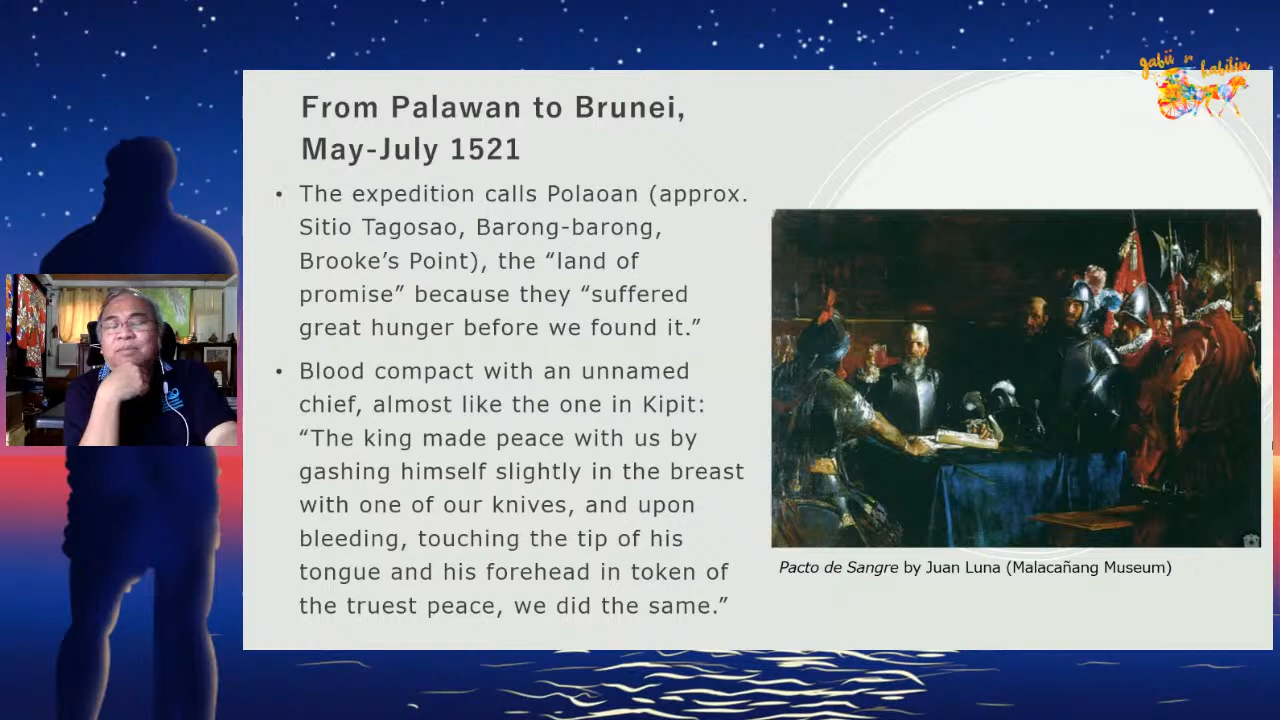 gabii sa kabilin
From Palawan to Brunei,
May-July 1521
• The expedition calls Polaoan (approx.
Sitio Tagosao, Barong-barong,
Brooke’s Point), the “land of
promise” because they “suffered
great hunger before we found it.”
• Blood compact with an unnamed
chief, almost like the one in Kipit:
“The king made peace with us by
gashing himself slightly in the breast
with one of our knives, and upon
bleeding, touching the tip of his
tongue and his forehead in token of
the truest peace, we did the same.”
Pacto de Sangre by Juan Luna (Malacañang Museum)